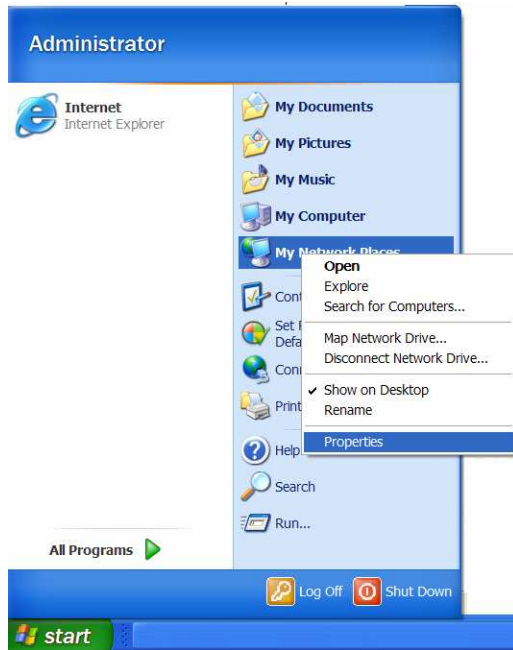 Administrator
Internet
Internet Explorer
My Documents
My Pictures
My Music
My Computer
My Network Places
Open
Explore
Search for Computers...
Map Network Drive...
Disconnect Network Drive...
Show on Desktop
Rename
Properties
Set
Help
Search
Run...
All Programs
Log Off
Shut Down
start